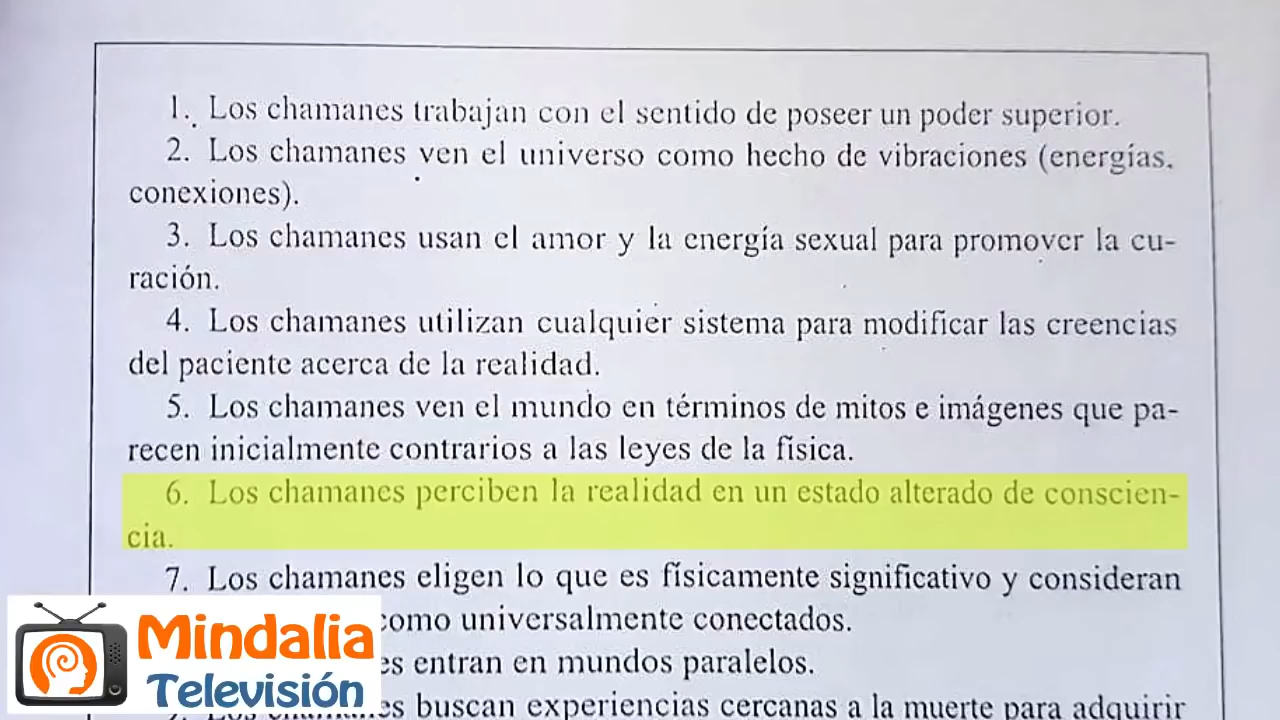 1. Los chamanes trabajan con el sentido de poseer un poder superior.
2. Los chamanes ven el universo como hecho de vibraciones (energías.
conexiones).
3. Los chamanes usan el amor y la energía sexual para promover la cu-
ración.
4. Los chamanes utilizan cualquier sistema para modificar las creencias
del paciente acerca de la realidad.
5. Los chamanes ven el mundo en términos de mitos e imágenes que pa-
recen inicialmente contrarios a las leyes de la física.
6. Los chamanes perciben la realidad en un estado alterado de conscien-
cia.
7. Los chamanes eligen lo que es físicamente significativo y consideran
como universalmente conectados.
entran en mundos paralelos.
buscan experiencias cercanas a la muerte para adquirir
Mindalia
Televisión